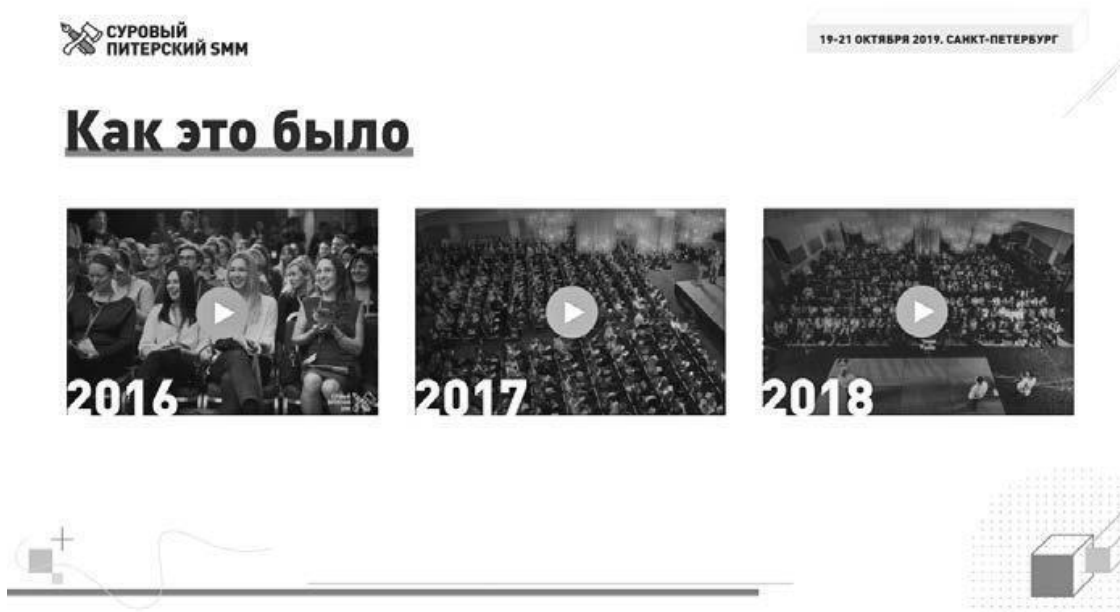 СУРОВЫЙ
ПИТЕРСКИЙ SMM
19-21 ОКТЯБРЯ 2019. САНКТ-ПЕТЕРБУРГ
Как это было
2016
2017
2018